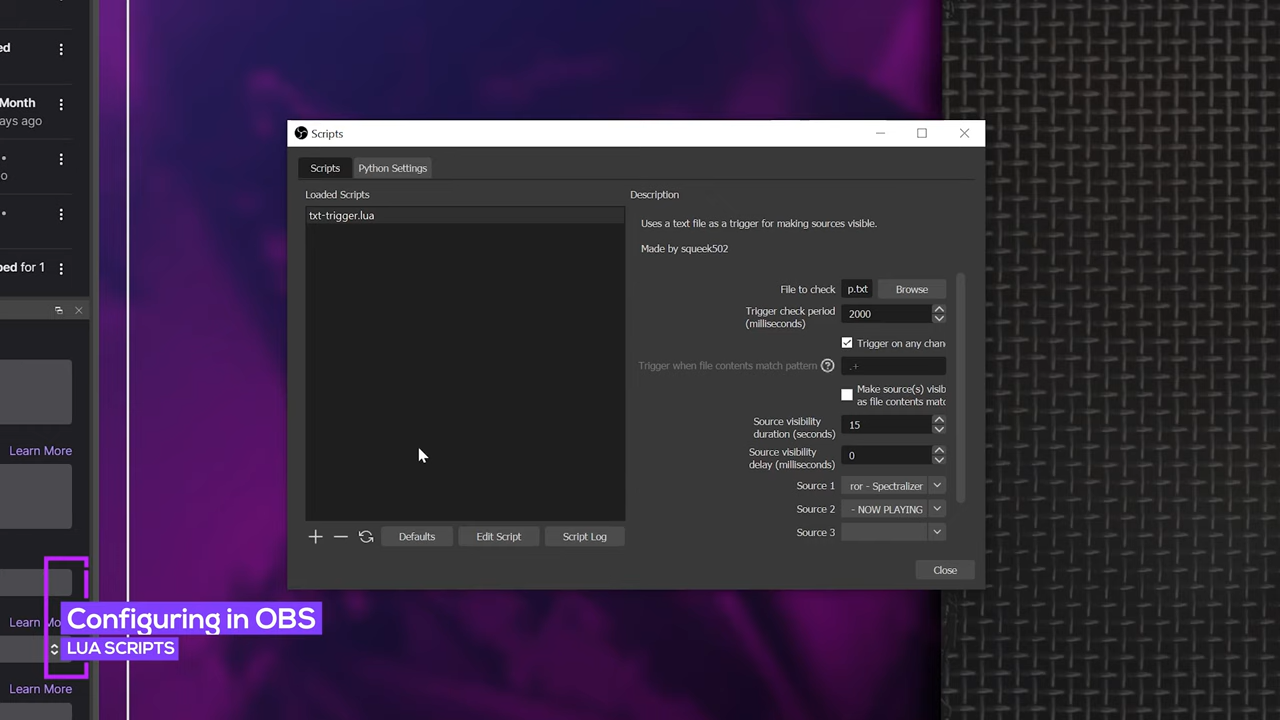 ed
Month
ays ago
o
ped for 1
Learn More
Learn Mo
Learn More
Scripts
Scripts
Python Settings
Loaded Scripts
txt-trigger.lua
Defaults
Edit Script
Script Log
Description
Uses a text file as a trigger for making sources visible.
Made by squeek502
File to check
p.txt
Browse
Trigger check period
(milliseconds)
2000
Trigger on any chan
Trigger when file contents match pattern
?
.+
Make source(s) visib
as file contents matc
Source visibility
duration (seconds)
15
Source visibility
delay (milliseconds)
0
Source 1
ror - Spectralizer
Source 2
- NOW PLAYING
Source 3
Close
Configuring in OBS
LUA SCRIPTS